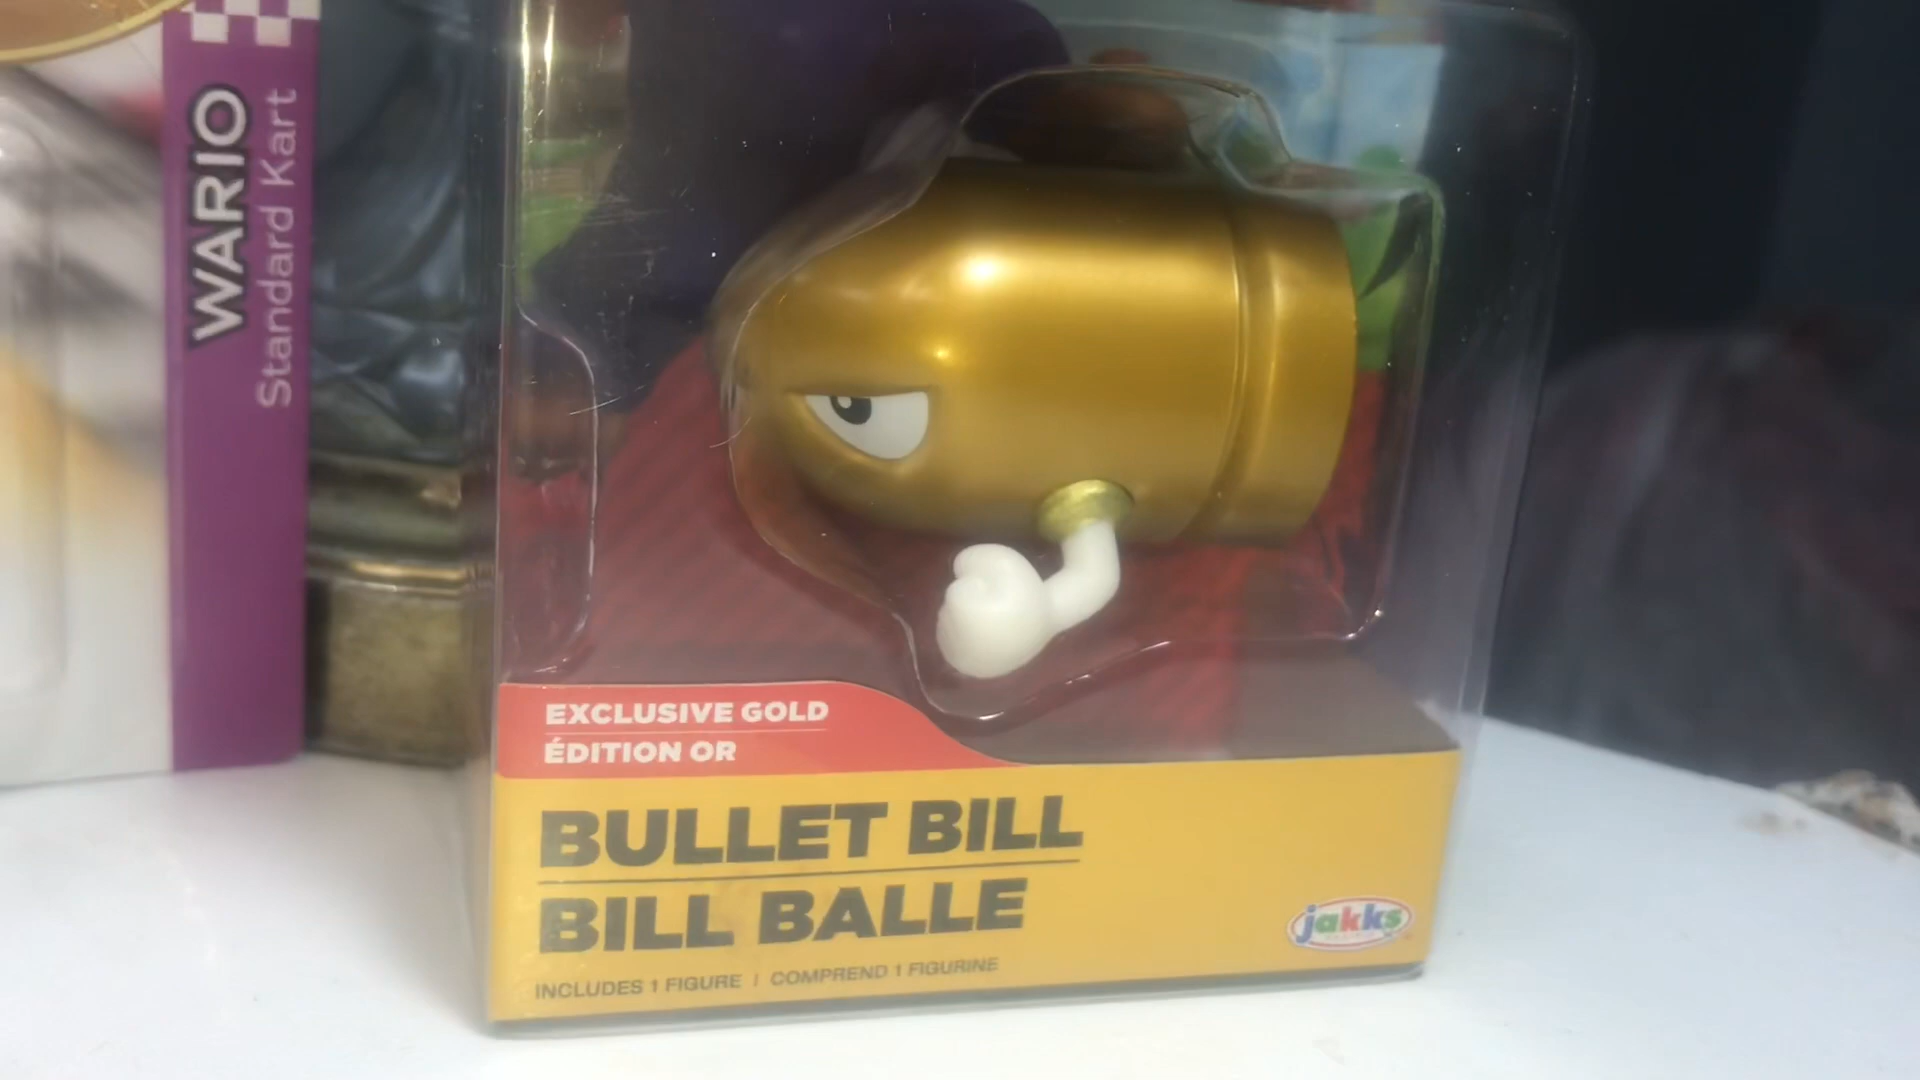 WARIO
Standard Kart
EXCLUSIVE GOLD
ÉDITION OR
BULLET BILL
BILL BALLE
INCLUDES 1 FIGURE | COMPREND 1 FIGURINE
jakks